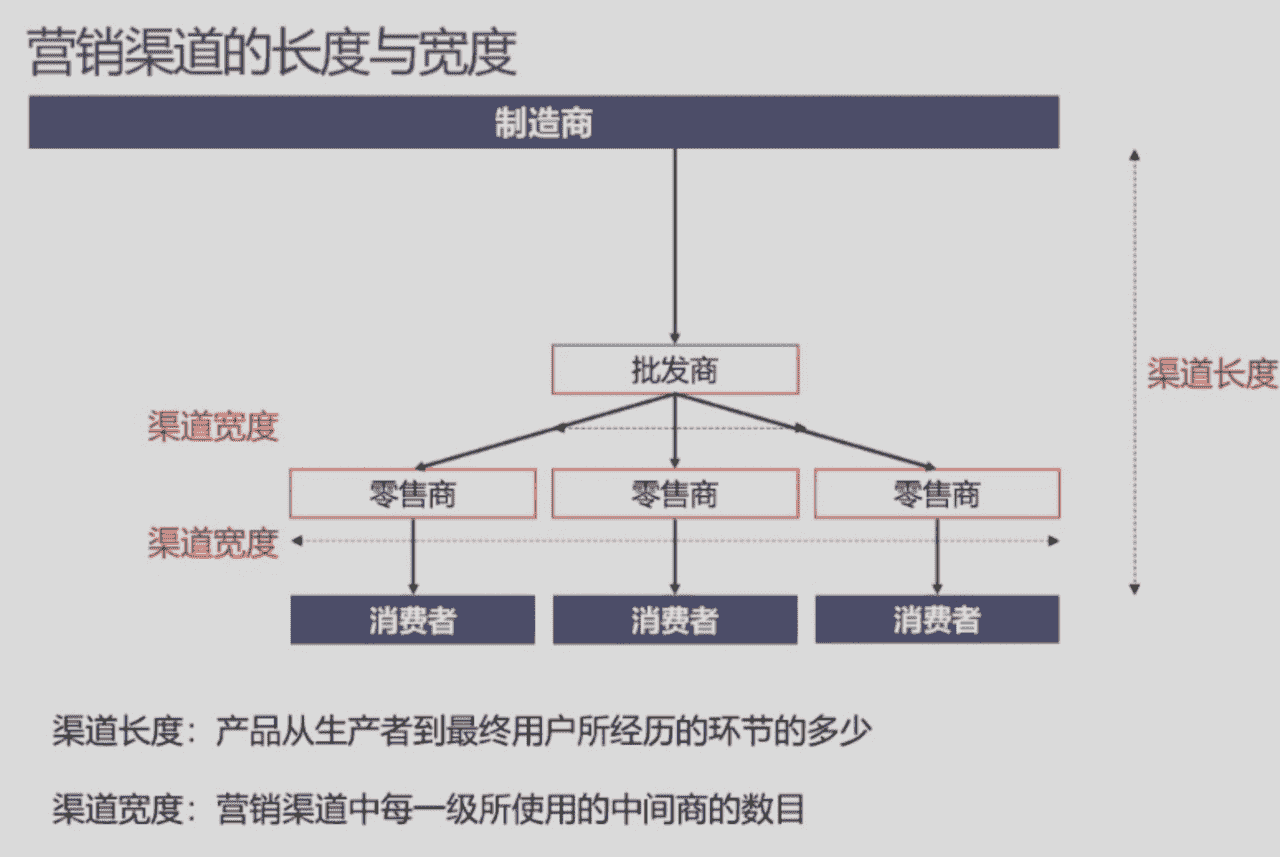 营销渠道的长度与宽度
制造商
批发商
渠道长度
渠道宽度
零售商 零售商 零售商
渠道宽度
消费者 消费者 消费者
渠道长度：产品从生产者到最终用户所经历的环节的多少
渠道宽度：营销渠道中每一级所使用的中间商的数目